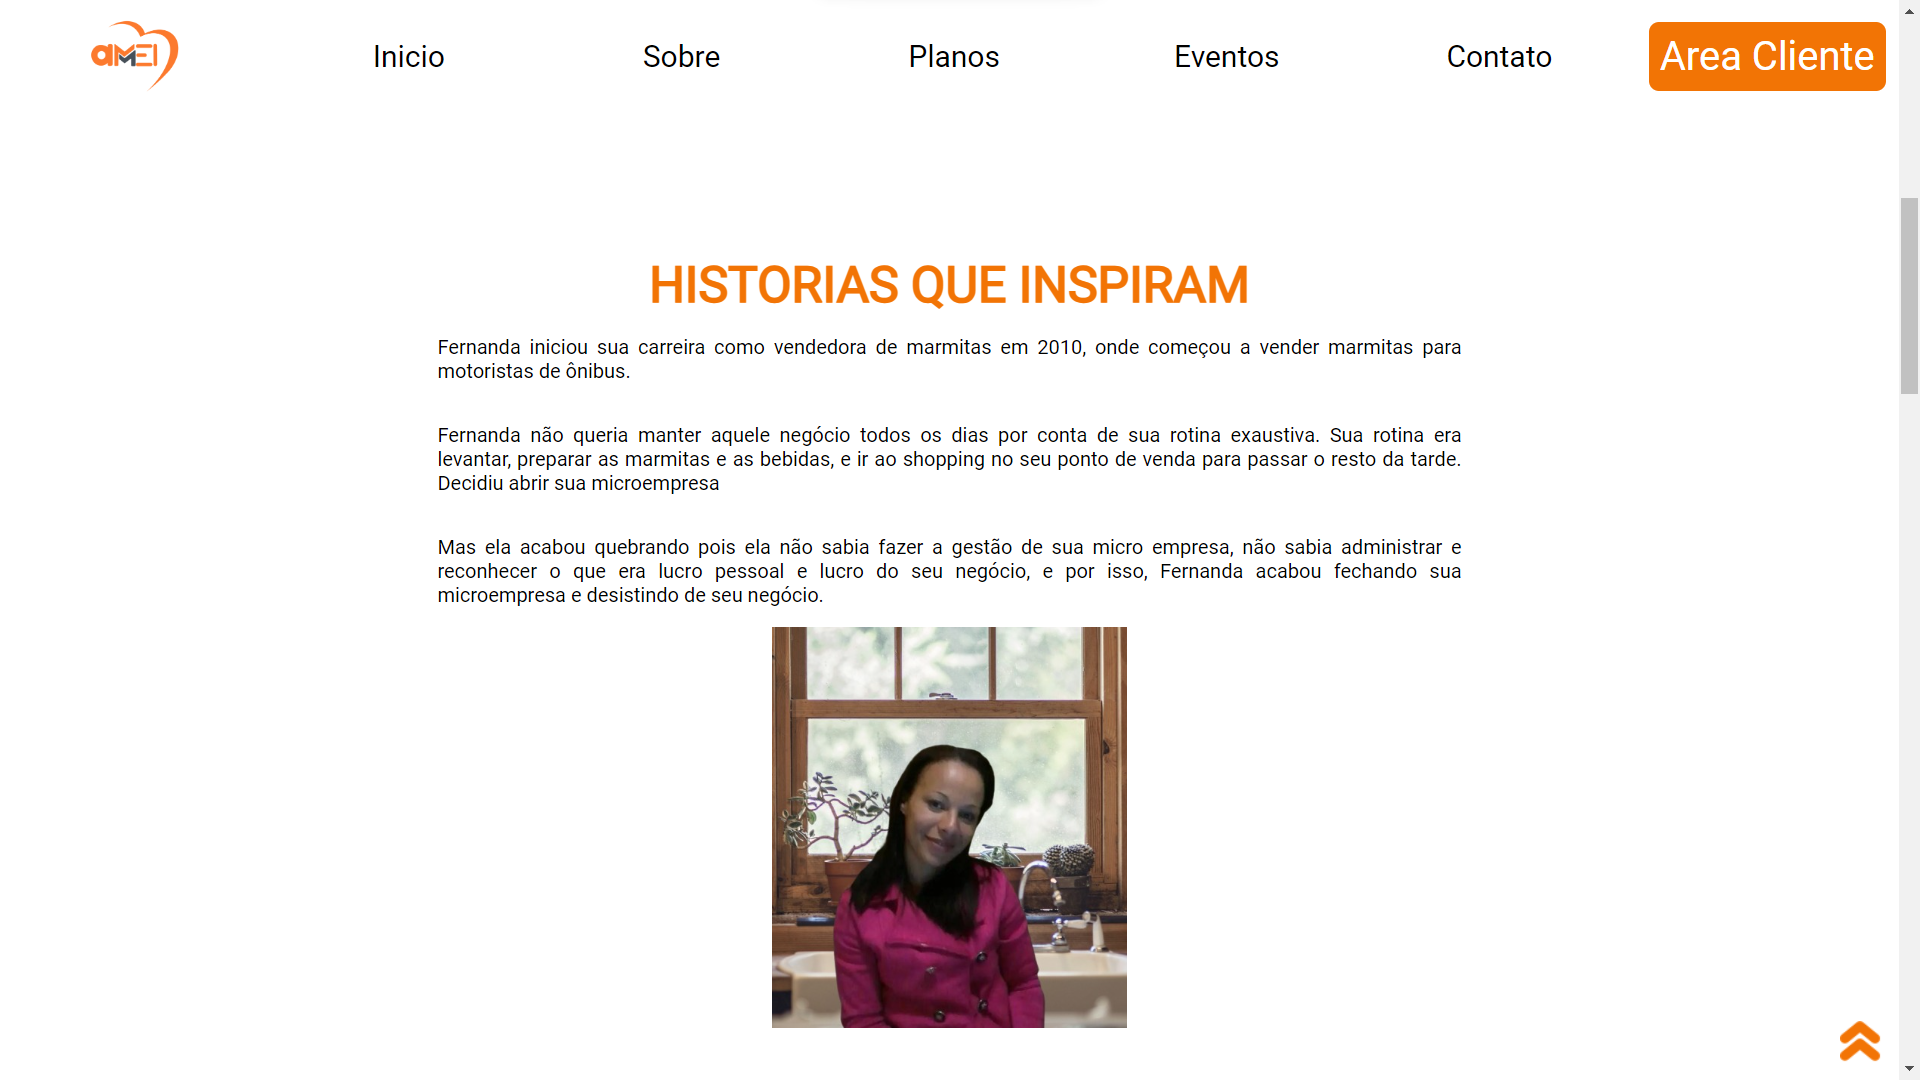 aMEI
Inicio
Sobre
Planos
Eventos
Contato
Area Cliente
HISTORIAS QUE INSPIRAM
Fernanda iniciou sua carreira como vendedora de marmitas em 2010, onde começou a vender marmitas para
motoristas de ônibus.
Fernanda não queria manter aquele negócio todos os dias por conta de sua rotina exaustiva. Sua rotina era
levantar, preparar as marmitas e as bebidas, e ir ao shopping no seu ponto de venda para passar o resto da tarde.
Decidiu abrir sua microempresa
Mas ela acabou quebrando pois ela não sabia fazer a gestão de sua micro empresa, não sabia administrar e
reconhecer o que era lucro pessoal e lucro do seu negócio, e por isso, Fernanda acabou fechando sua
microempresa e desistindo de seu negócio.